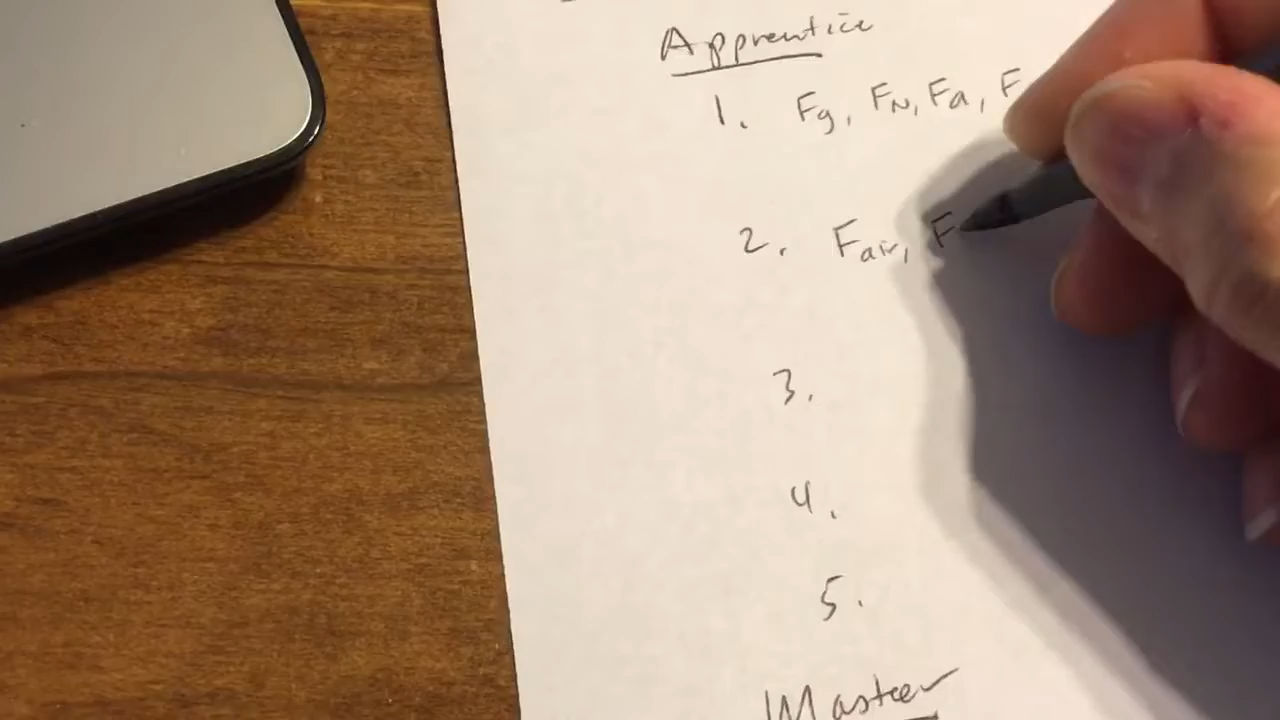 Apprentice
1. Fg, FN, Fa, F
2. Fair, F
3.
4.
5.
Master